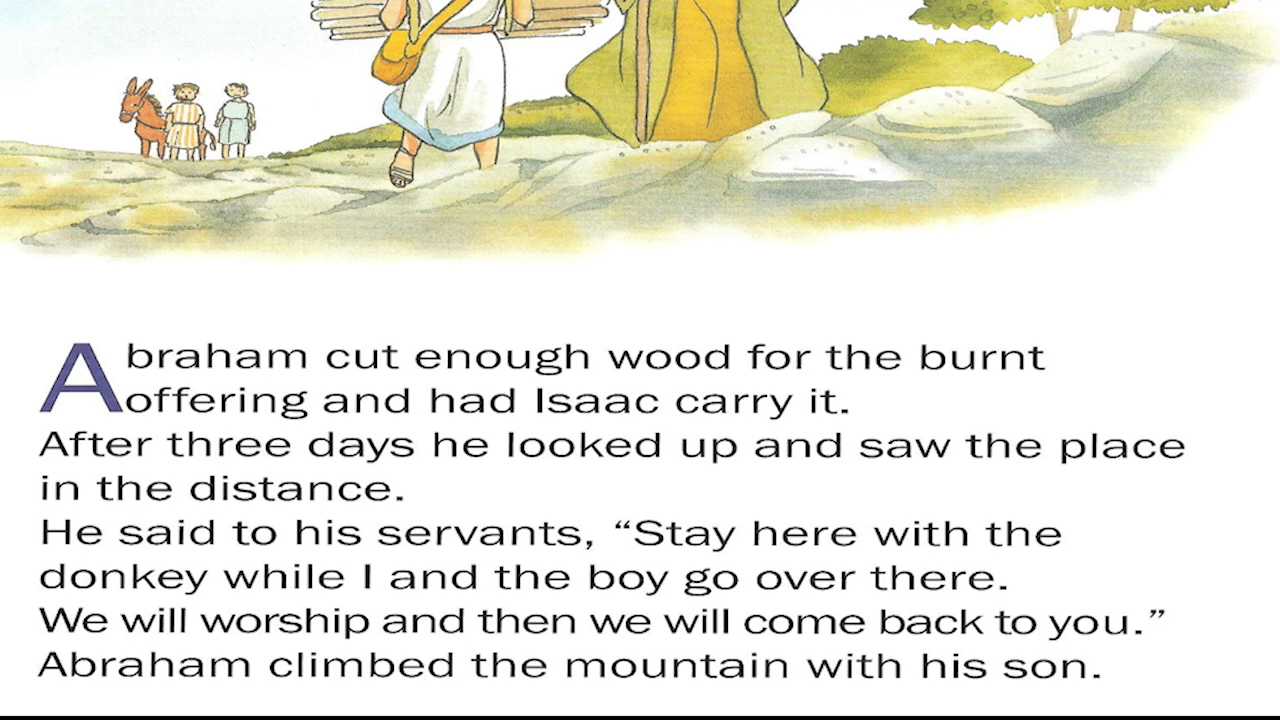 Abraham cut enough wood for the burnt
offering and had Isaac carry it.
After three days he looked up and saw the place
in the distance.
He said to his servants, “Stay here with the
donkey while I and the boy go over there.
We will worship and then we will come back to you.”
Abraham climbed the mountain with his son.